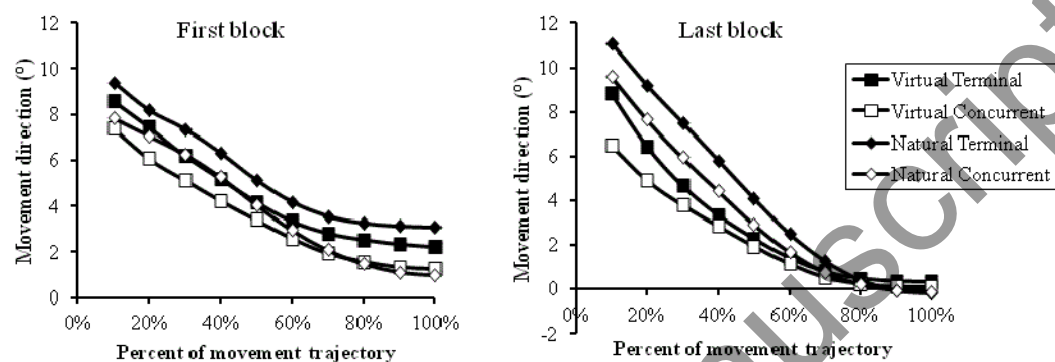 First block
Movement direction (°)
12
10
8
6
4
2
0
0% 20% 40% 60% 80% 100%
Percent of movement trajectory
Last block
Movement direction (°)
12
10
8
6
4
2
0
-2
0% 20% 40% 60% 80% 100%
Percent of movement trajectory
Virtual Terminal
Virtual Concurrent
Natural Terminal
Natural Concurrent